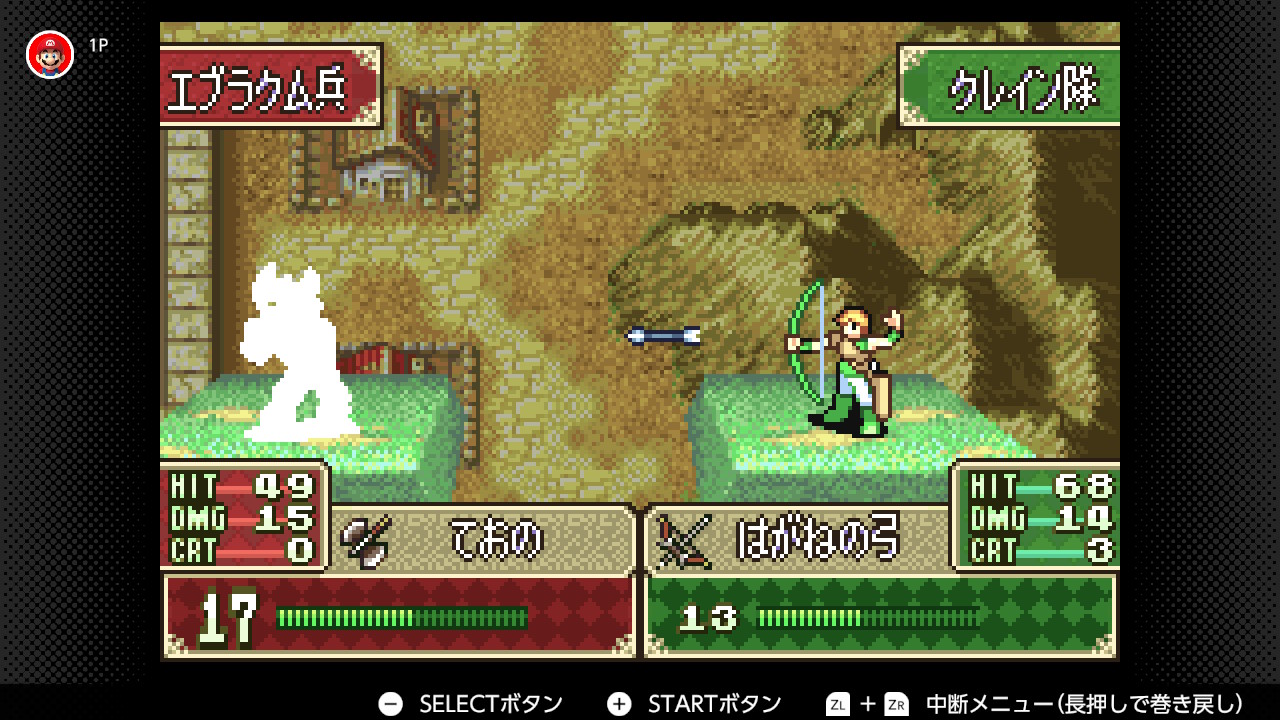 1P
エブラクム兵
クレイン隊
HIT 49
DMG 15
CRT 0
ておの
はがねの弓
HIT 68
DMG 14
CRT 3
17
13
− SELECTボタン + STARTボタン ZL + ZR 中断メニュー(長押しで巻き戻し)